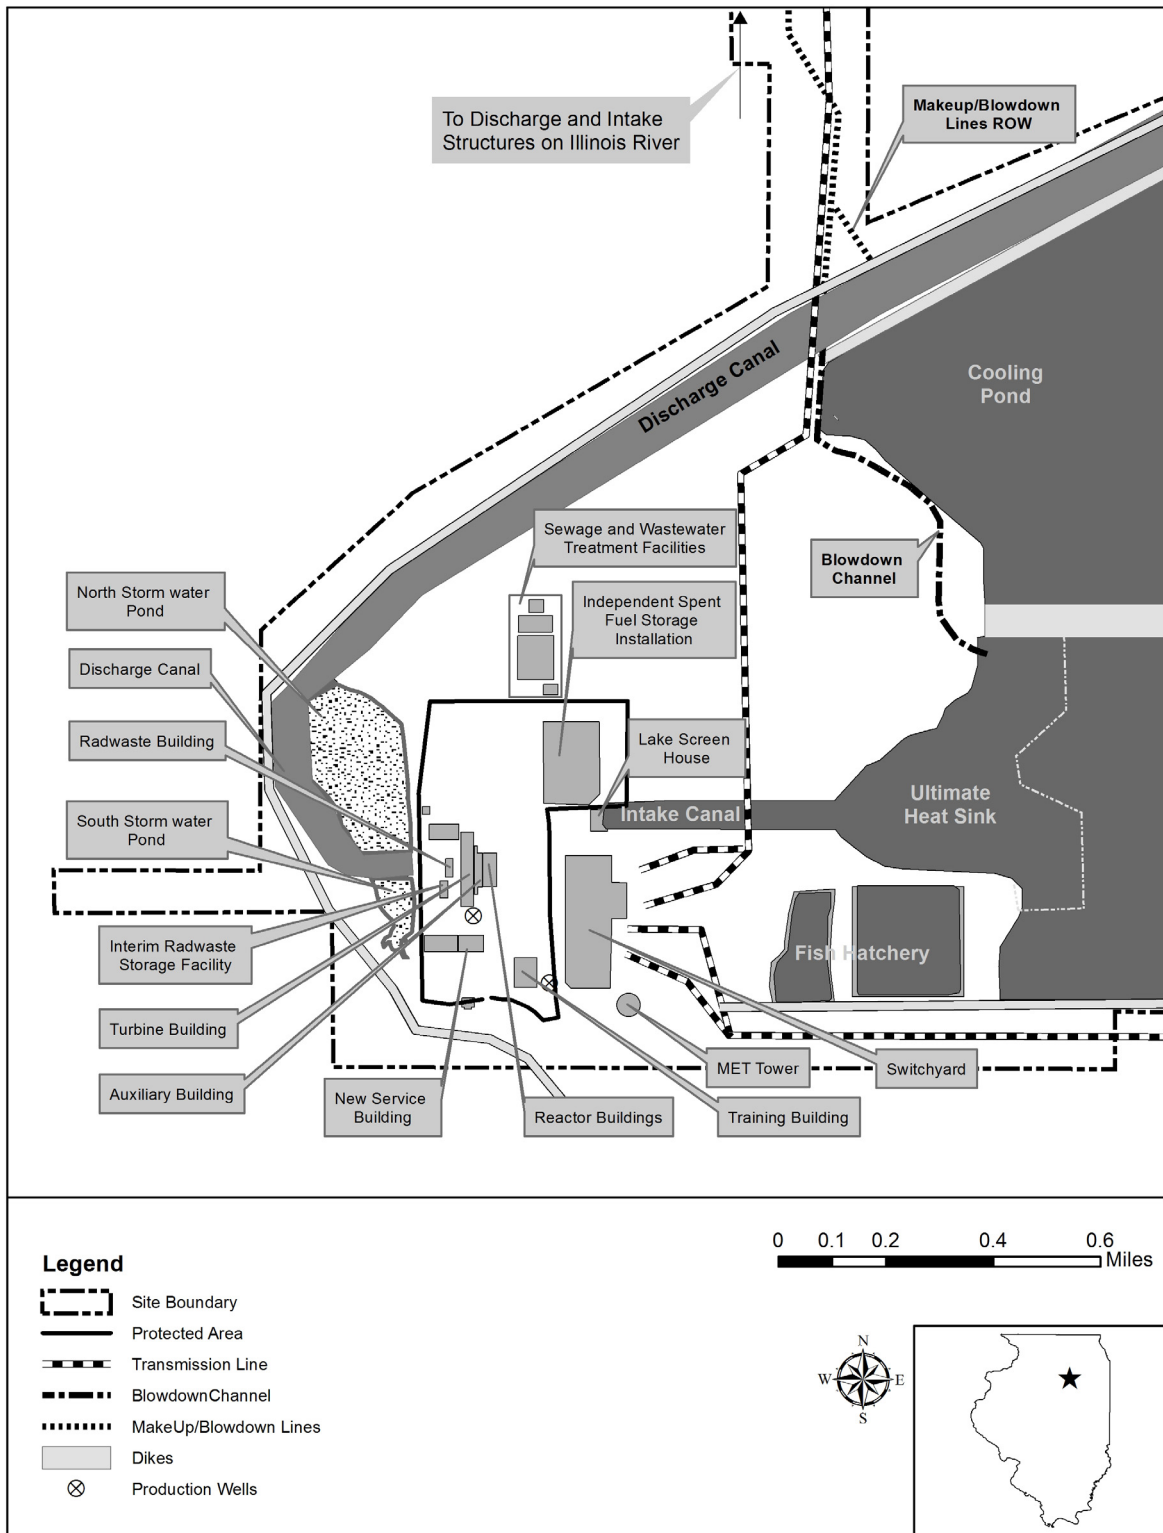 To Discharge and Intake
Structures on Illinois River
Makeup/Blowdown
Lines ROW
Discharge Canal
Cooling
Pond
Sewage and Wastewater
Treatment Facilities
Blowdown
Channel
North Storm water
Pond
Independent Spent
Fuel Storage
Installation
Discharge Canal
Radwaste Building
Lake Screen
House
South Storm water
Pond
Intake Canal
Ultimate
Heat Sink
Interim Radwaste
Storage Facility
Fish Hatchery
Turbine Building
Auxiliary Building
New Service
Building
Reactor Buildings
MET Tower
Training Building
Switchyard
Legend
Site Boundary
Protected Area
Transmission Line
BlowdownChannel
MakeUp/Blowdown Lines
Dikes
Production Wells
0 0.1 0.2 0.4 0.6
Miles
N
W E
S